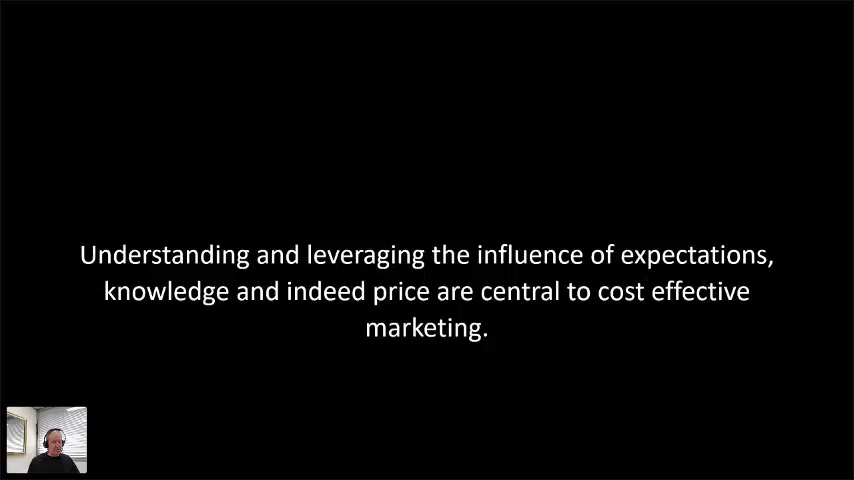 Understanding and leveraging the influence of expectations,
knowledge and indeed price are central to cost effective
marketing.